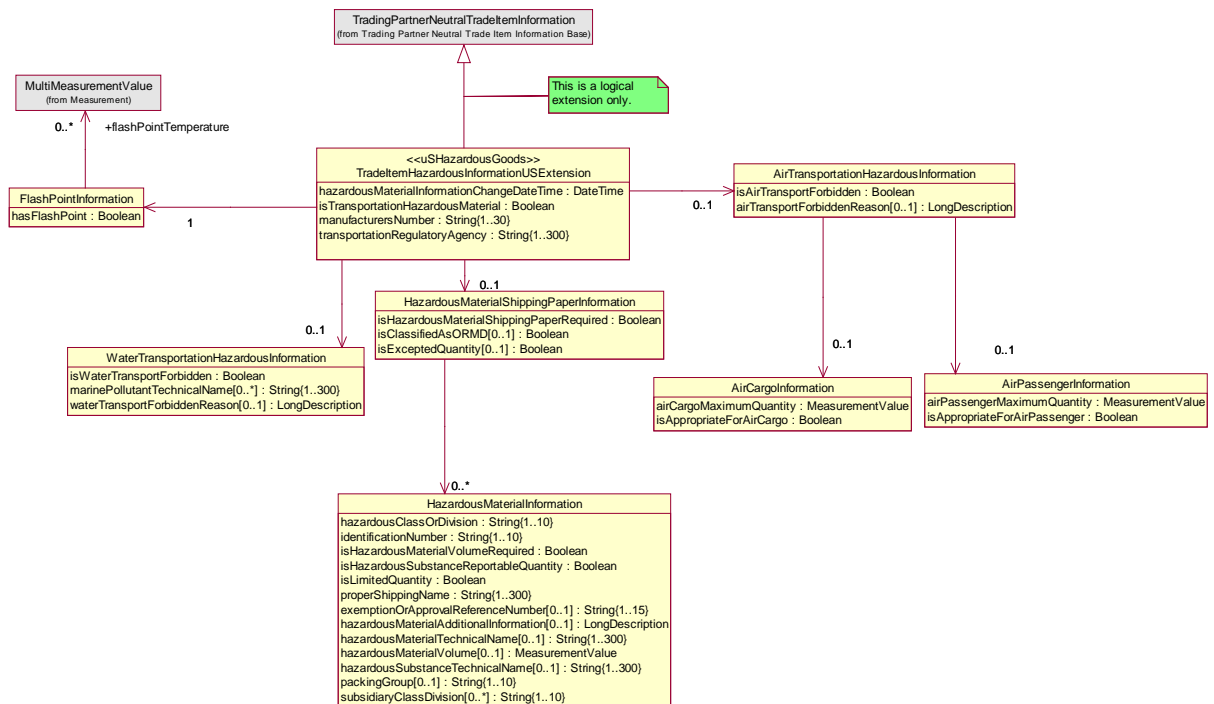 TradingPartnerNeutralTradeItemInformation
(from Trading Partner Neutral Trade Item Information Base)
This is a logical
extension only.
MultiMeasurementValue
(from Measurement)
0..*
+flashPointTemperature
<<uSHazardousGoods>>
TradeItemHazardousInformationUSExtension
hazardousMaterialInformationChangeDateTime : DateTime
isTransportationHazardousMaterial : Boolean
manufacturersNumber : String{1..30}
transportationRegulatoryAgency : String{1..300}
FlashPointInformation
hasFlashPoint : Boolean
1
AirTransportationHazardousInformation
isAirTransportForbidden : Boolean
airTransportForbiddenReason[0..1] : LongDescription
0..1
0..1
HazardousMaterialShippingPaperInformation
isHazardousMaterialShippingPaperRequired : Boolean
isClassifiedAsORMD[0..1] : Boolean
isExceptedQuantity[0..1] : Boolean
0..1
WaterTransportationHazardousInformation
isWaterTransportForbidden : Boolean
marinePollutantTechnicalName[0..*] : String{1..300}
waterTransportForbiddenReason[0..1] : LongDescription
0..1
AirCargoInformation
airCargoMaximumQuantity : MeasurementValue
isAppropriateForAirCargo : Boolean
0..1
AirPassengerInformation
airPassengerMaximumQuantity : MeasurementValue
isAppropriateForAirPassenger : Boolean
0..*
HazardousMaterialInformation
hazardousClassOrDivision : String{1..10}
identificationNumber : String{1..10}
isHazardousMaterialVolumeRequired : Boolean
isHazardousSubstanceReportableQuantity : Boolean
isLimitedQuantity : Boolean
properShippingName : String{1..300}
exemptionOrApprovalReferenceNumber[0..1] : String{1..15}
hazardousMaterialAdditionalInformation[0..1] : LongDescription
hazardousMaterialTechnicalName[0..1] : String{1..300}
hazardousMaterialVolume[0..1] : MeasurementValue
hazardousSubstanceTechnicalName[0..1] : String{1..300}
packingGroup[0..1] : String{1..10}
subsidiaryClassDivision[0..*] : String{1..10}